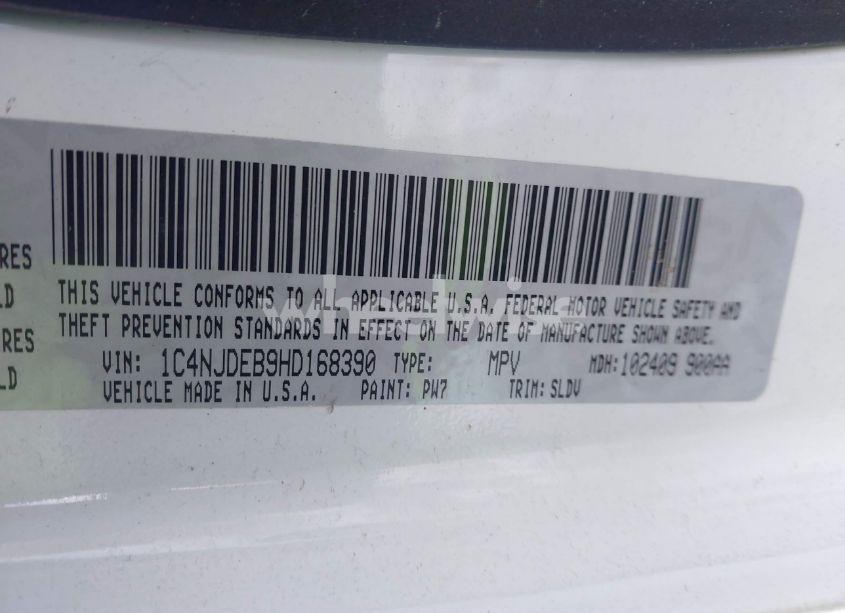 RES
LD
RES
LD
THIS VEHICLE CONFORMS TO ALL APPLICABLE U.S.A. FEDERAL MOTOR VEHICLE SAFETY AND
THEFT PREVENTION STANDARDS IN EFFECT ON THE DATE OF MANUFACTURE SHOWN ABOVE.
VIN: 1C4NJDEB9HD168390 TYPE: MPV MDH:102409 900AA
VEHICLE MADE IN U.S.A. PAINT: PW7 TRIM: SLDV